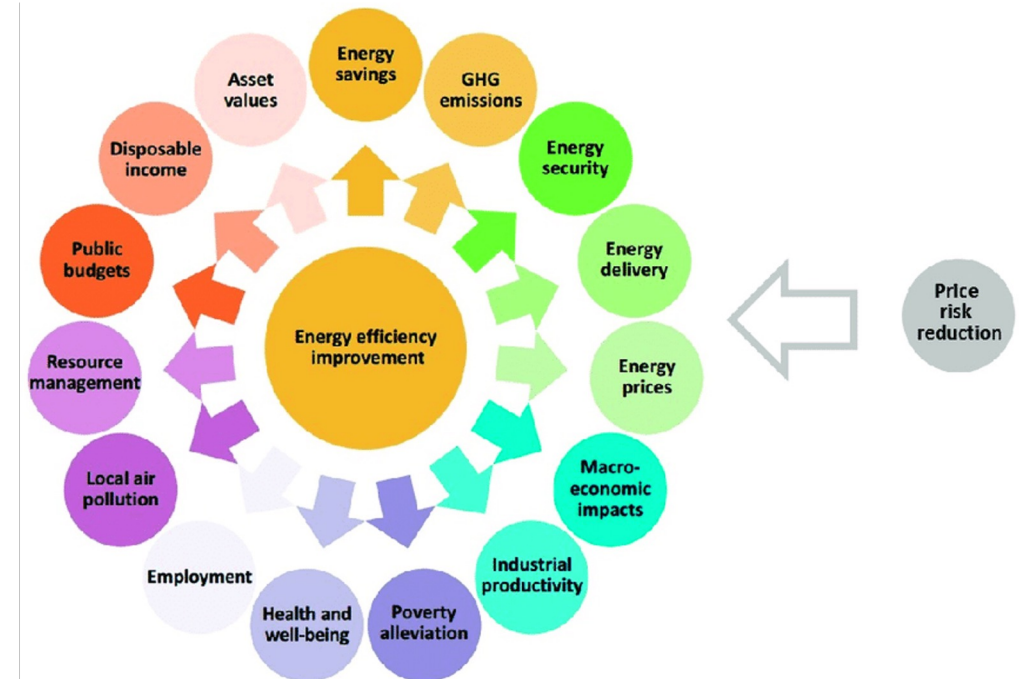 Energy
savings
GHG
emissions
Energy
security
Energy
delivery
Energy
prices
Macro-
economic
impacts
Industrial
productivity
Poverty
alleviation
Health and
well-being
Employment
Local air
pollution
Resource
management
Public
budgets
Disposable
income
Asset
values
Energy efficiency
improvement
Price
risk
reduction